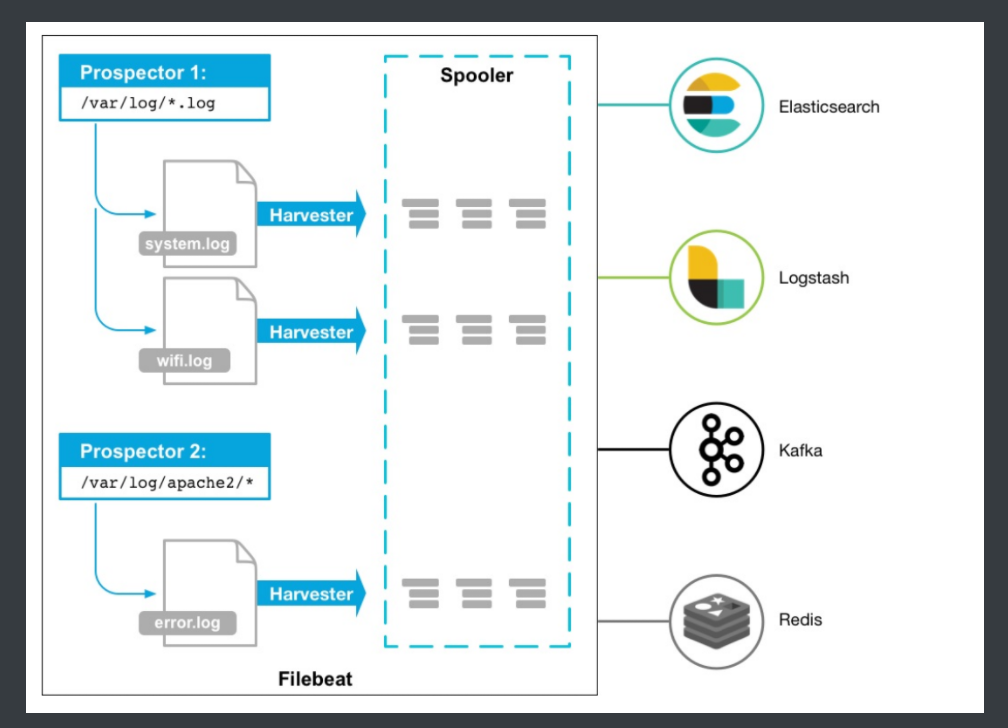 Prospector 1:
/var/log/*.log
Spooler
Elasticsearch
system.log
Harvester
Logstash
wifi.log
Harvester
Prospector 2:
/var/log/apache2/*
Kafka
error.log
Harvester
Redis
Filebeat